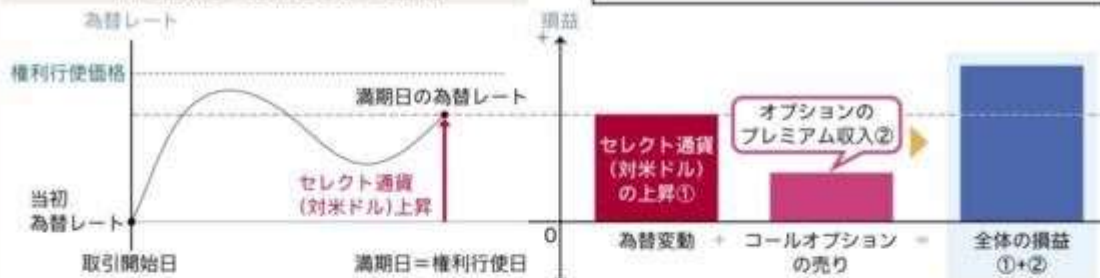 為替レート
権利行使価格
満期日の為替レート
セレクト通貨
(対米ドル)上昇
当初
為替レート
取引開始日
満期日=権利行使日
損益
+
0
セレクト通貨
(対米ドル)
の上昇①
オプションの
プレミアム収入②
為替変動
+
コールオプション
の売り
=
全体の損益
①+②